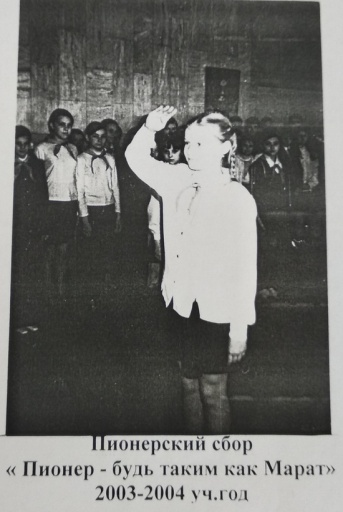 Пионерский сбор
« Пионер - будь таким как Марат»
2003-2004 уч.год